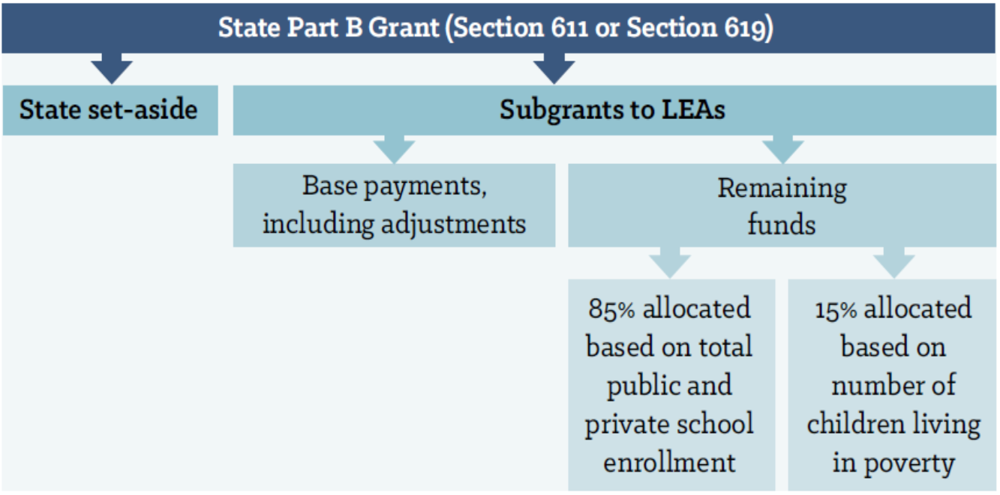 State Part B Grant (Section 611 or Section 619)
State set-aside
Subgrants to LEAs
Base payments,
including adjustments
Remaining
funds
85% allocated
based on total
public and
private school
enrollment
15% allocated
based on
number of
children living
in poverty